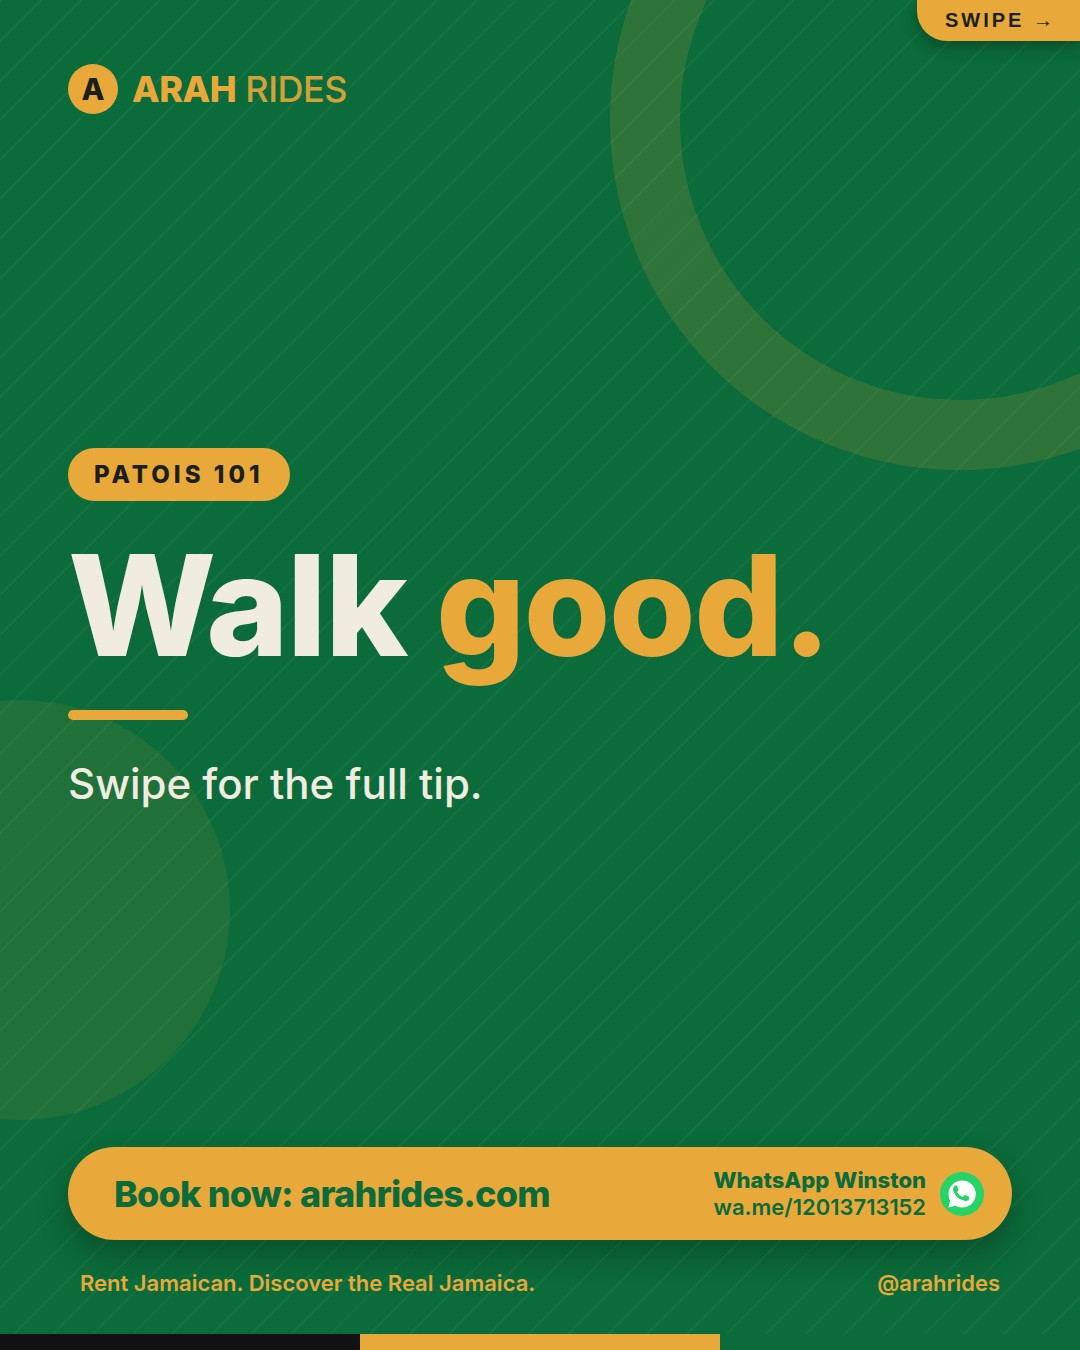 SWIPE →
A ARAH RIDES
PATOIS 101
Walk good.
Swipe for the full tip.
Book now: arahrides.com
WhatsApp Winston
wa.me/12013713152
Rent Jamaican. Discover the Real Jamaica.
@arahrides